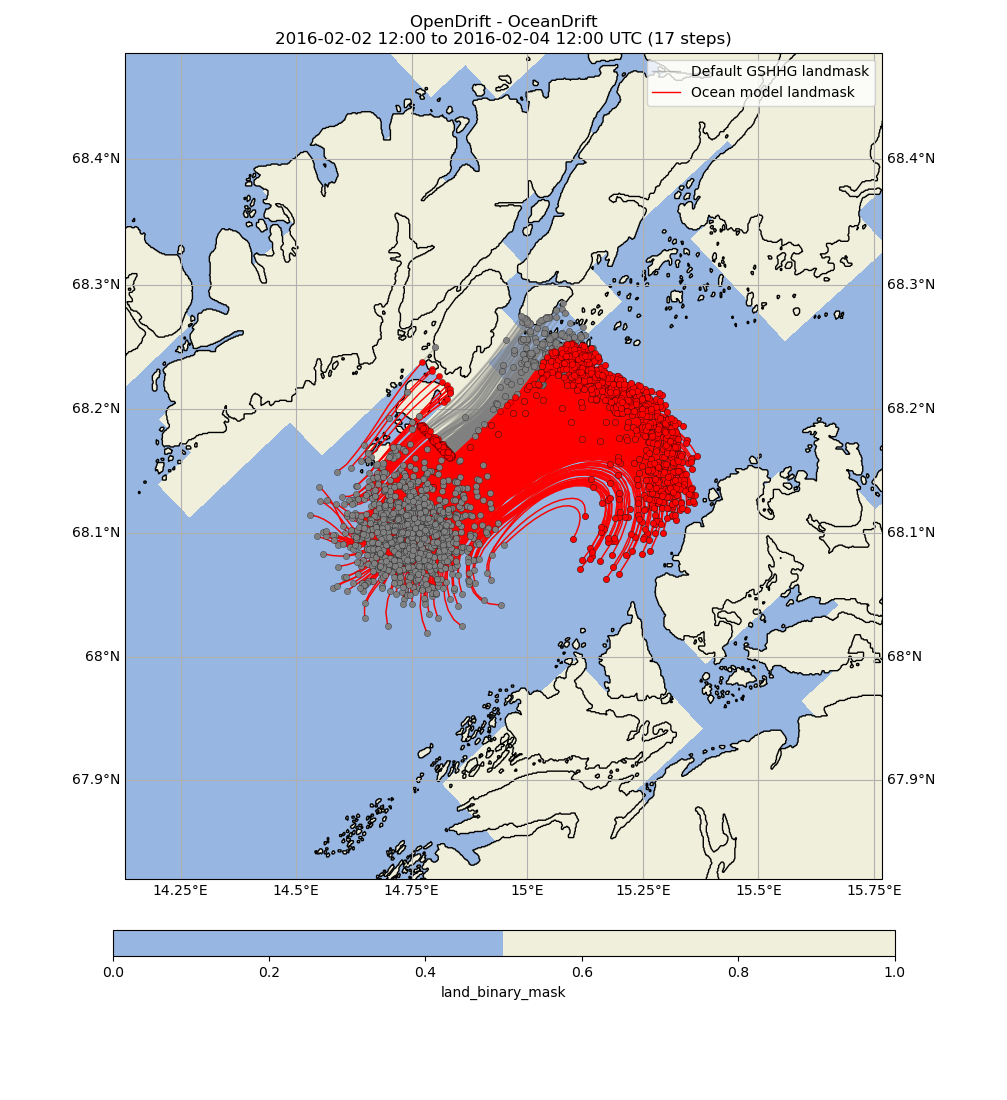 OpenDrift - OceanDrift
2016-02-02 12:00 to 2016-02-04 12:00 UTC (17 steps)
Default GSHHG landmask
Ocean model landmask
68.4°N 68.4°N
68.3°N 68.3°N
68.2°N 68.2°N
68.1°N 68.1°N
68°N 68°N
67.9°N 67.9°N
14.25°E 14.5°E 14.75°E 15°E 15.25°E 15.5°E 15.75°E
0.0 0.2 0.4 0.6 0.8 1.0
land_binary_mask